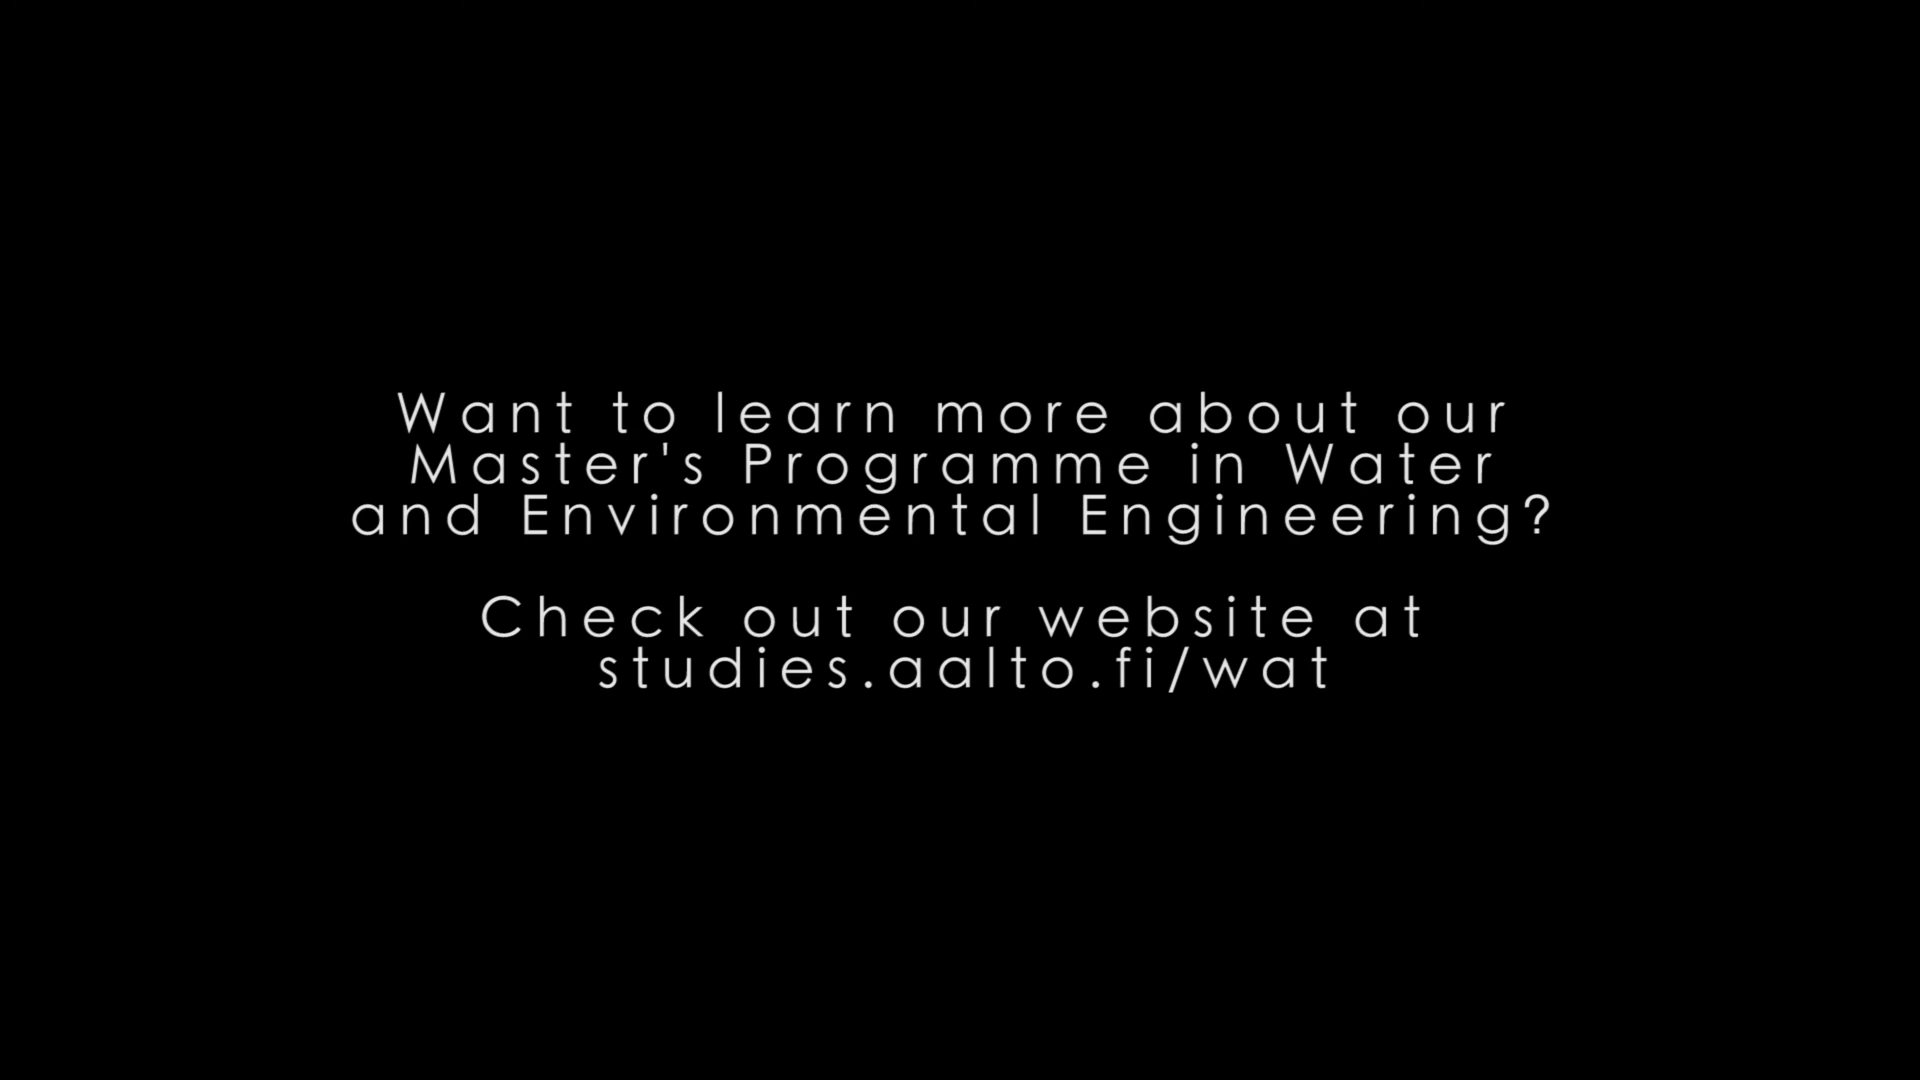 Want to learn more about our
Master's Programme in Water
and Environmental Engineering?
Check out our website at
studies.aalto.fi/wat